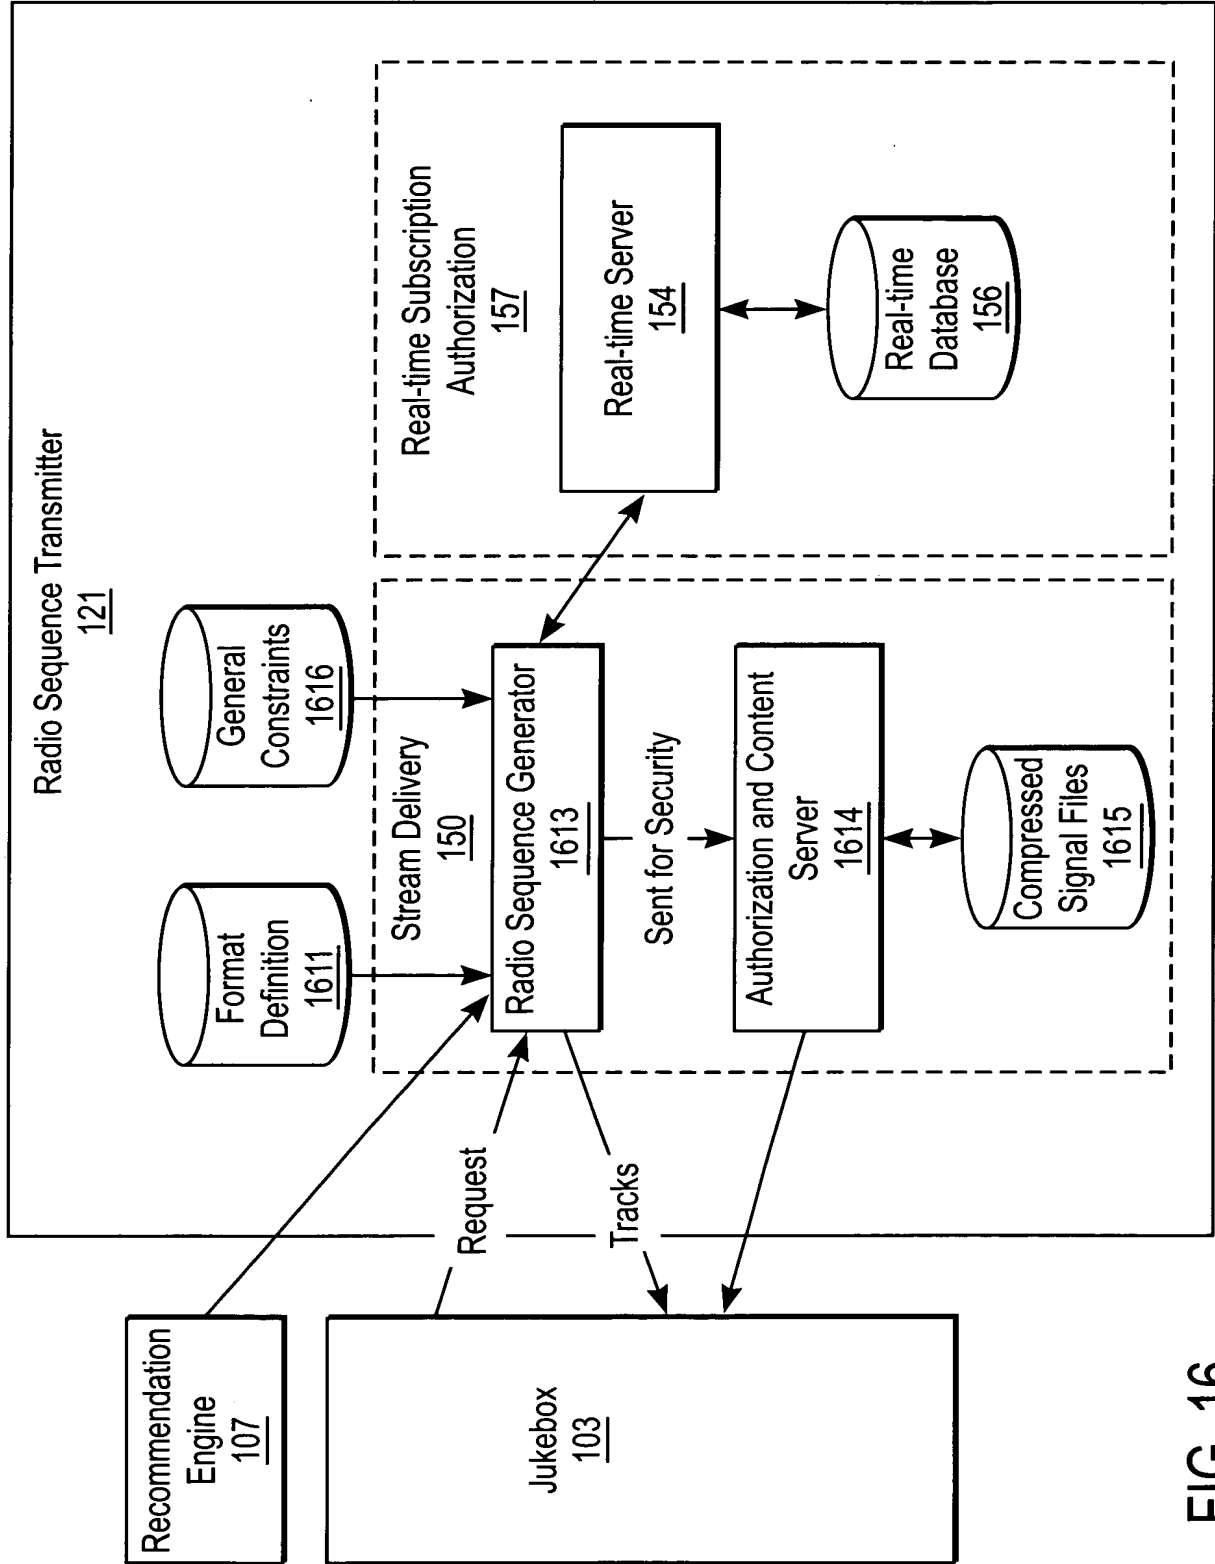 Radio Sequence Transmitter
121
Recommendation
Engine
107
Format
Definition
1611
General
Constraints
1616
Stream Delivery
150
Real-time Subscription
Authorization
157
Jukebox
103
Request
Tracks
Radio Sequence Generator
1613
Sent for Security
Authorization and Content
Server
1614
Compressed
Signal Files
1615
Real-time Server
154
Real-time
Database
156
FIG. 16